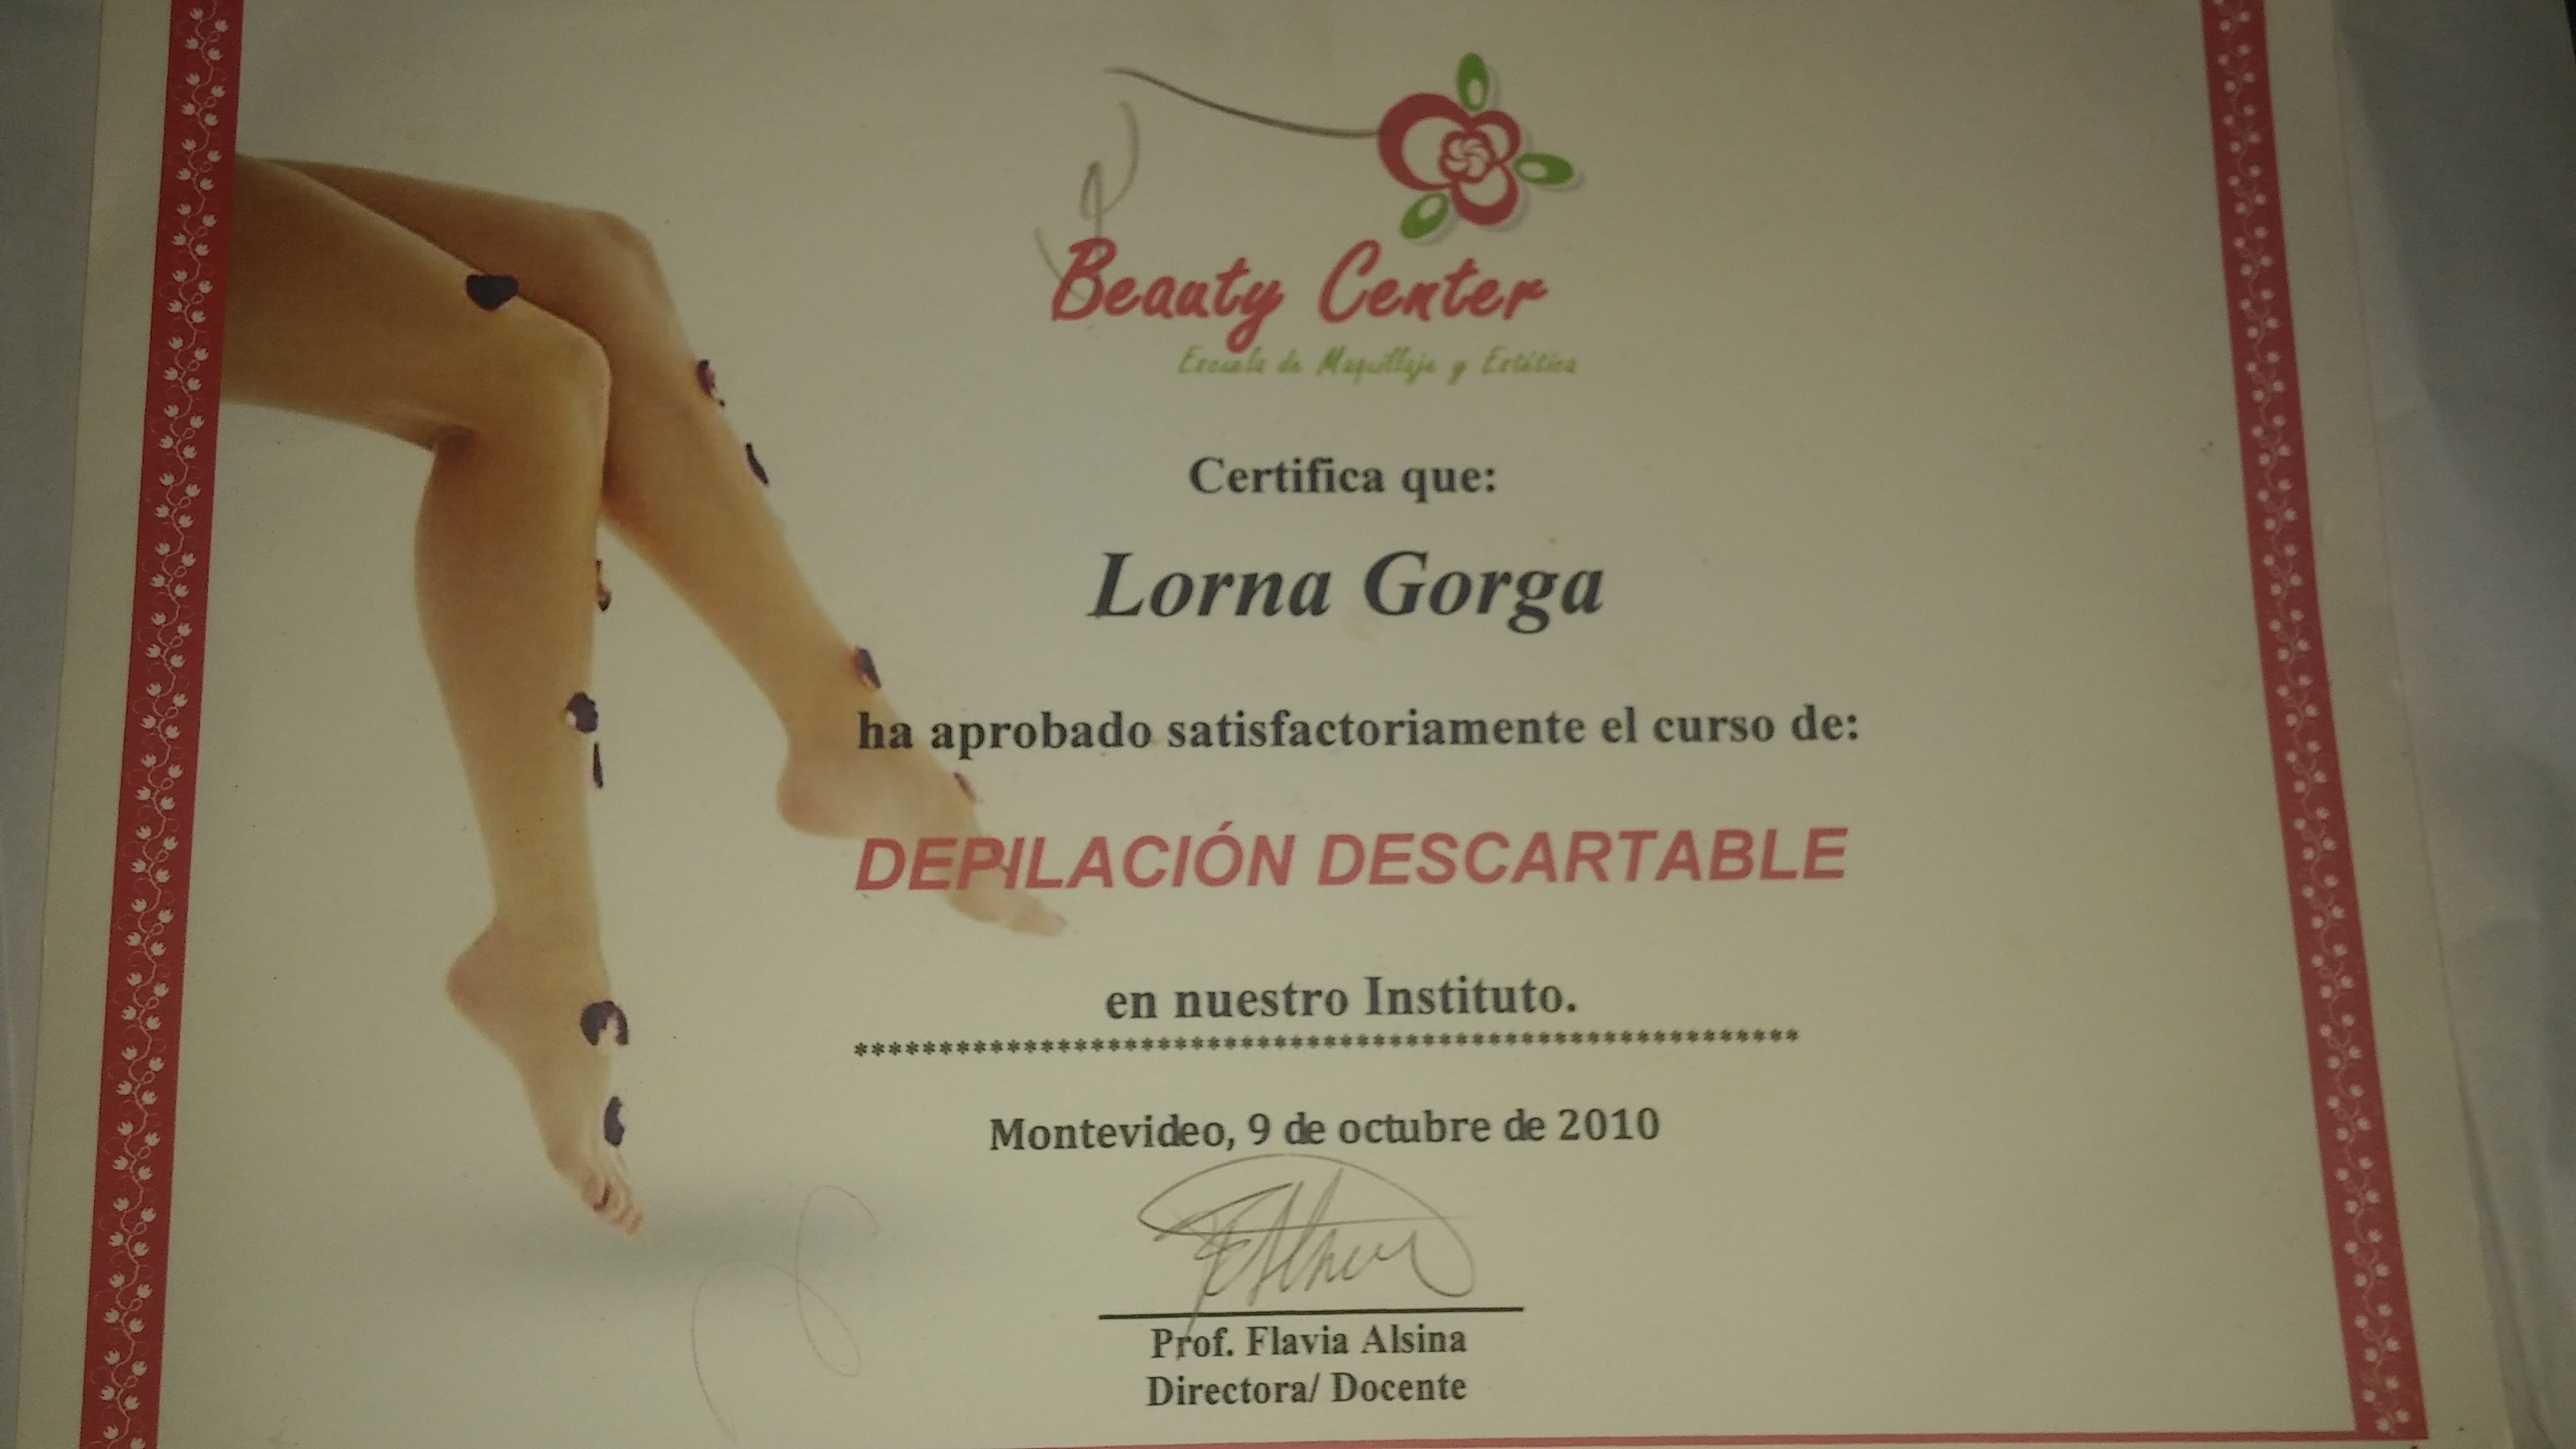 Beauty Center
Escuela de Maquillaje y Estética
Certifica que:
Lorna Gorga
ha aprobado satisfactoriamente el curso de:
DEPILACIÓN DESCARTABLE
en nuestro Instituto.
********************************************************
Montevideo, 9 de octubre de 2010
Prof. Flavia Alsina
Directora/ Docente